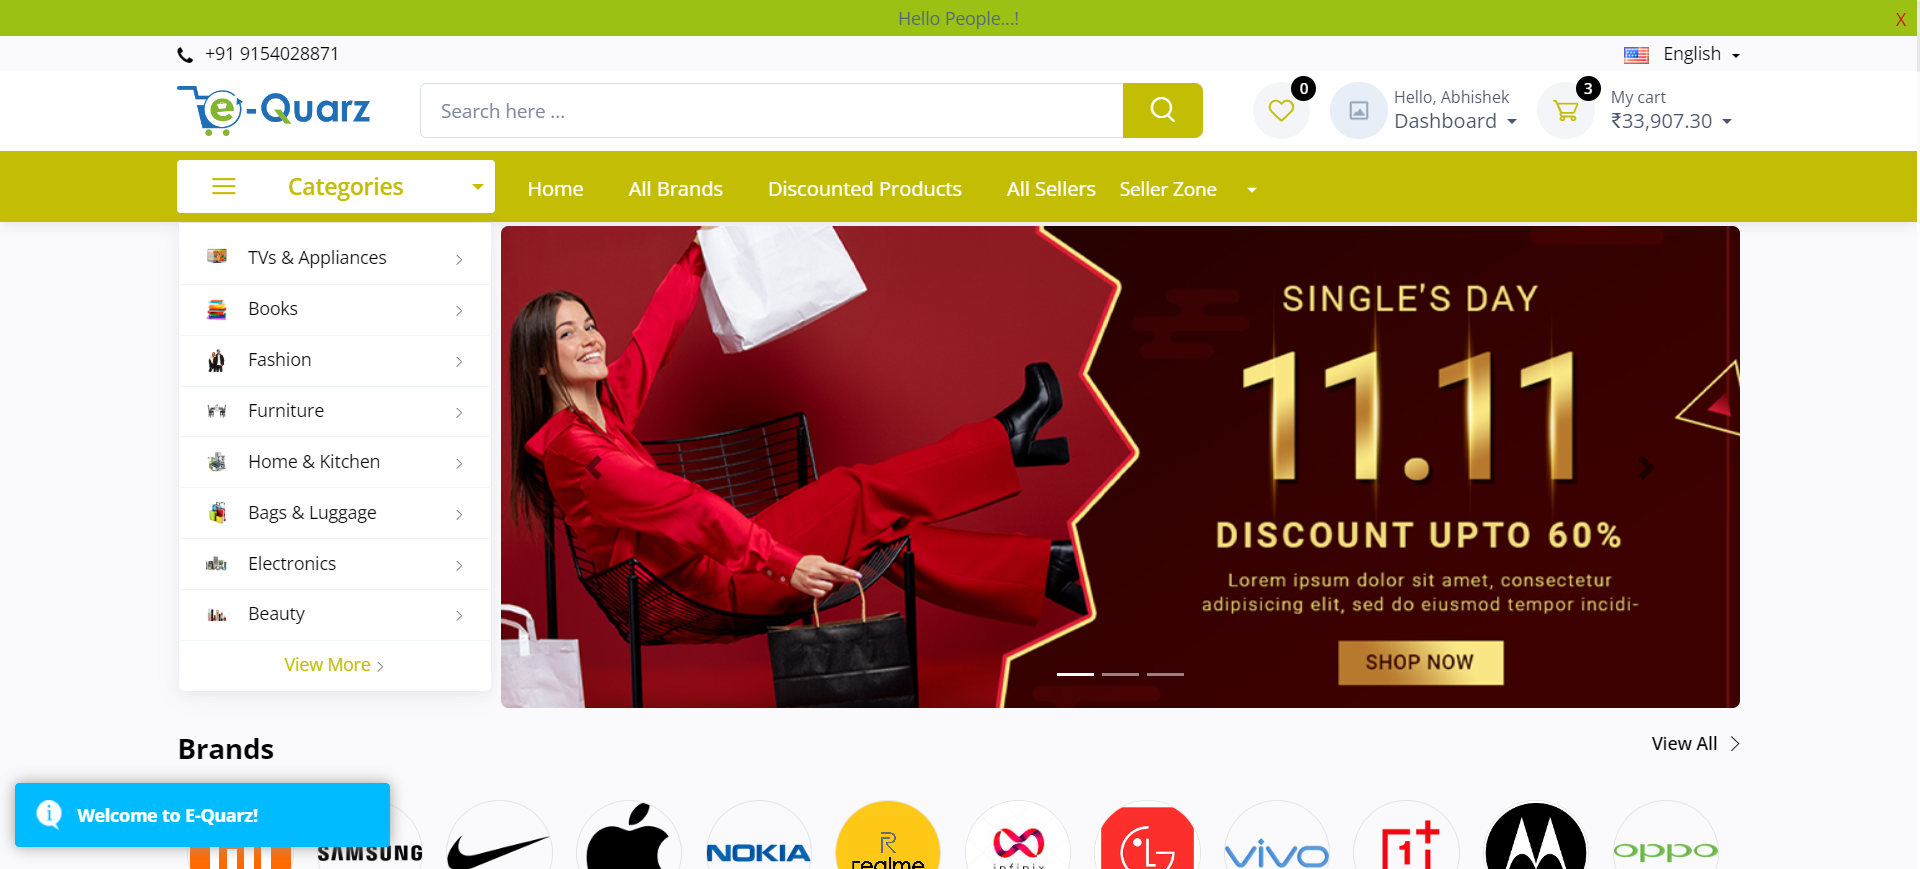 Hello People...!
X
+91 9154028871
English
e-Quarz
Search here ...
0
Hello, Abhishek
Dashboard
3
My cart
₹33,907.30
Categories
Home
All Brands
Discounted Products
All Sellers
Seller Zone
TVs & Appliances
Books
Fashion
Furniture
Home & Kitchen
Bags & Luggage
Electronics
Beauty
View More
SINGLE'S DAY
11.11
DISCOUNT UPTO 60%
Lorem ipsum dolor sit amet, consectetur
adipisicing elit, sed do eiusmod tempor incidi-
SHOP NOW
Brands
View All
Welcome to E-Quarz!
SAMSUNG
NOKIA
R
realme
infinix
LG
vivo
1+
oppo